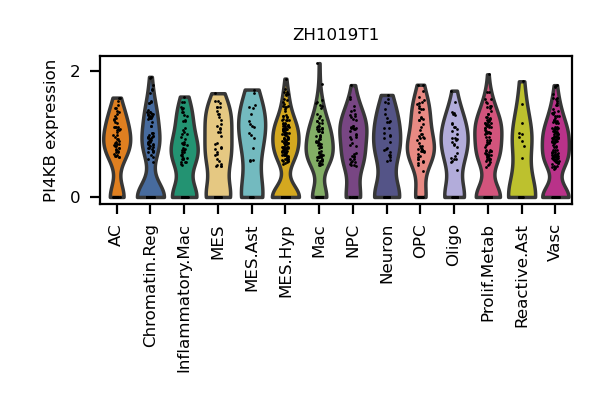 ZH1019T1
PI4KB expression
2
0
AC
Chromatin.Reg
Inflammatory.Mac
MES
MES.Ast
MES.Hyp
Mac
NPC
Neuron
OPC
Oligo
Prolif.Metab
Reactive.Ast
Vasc